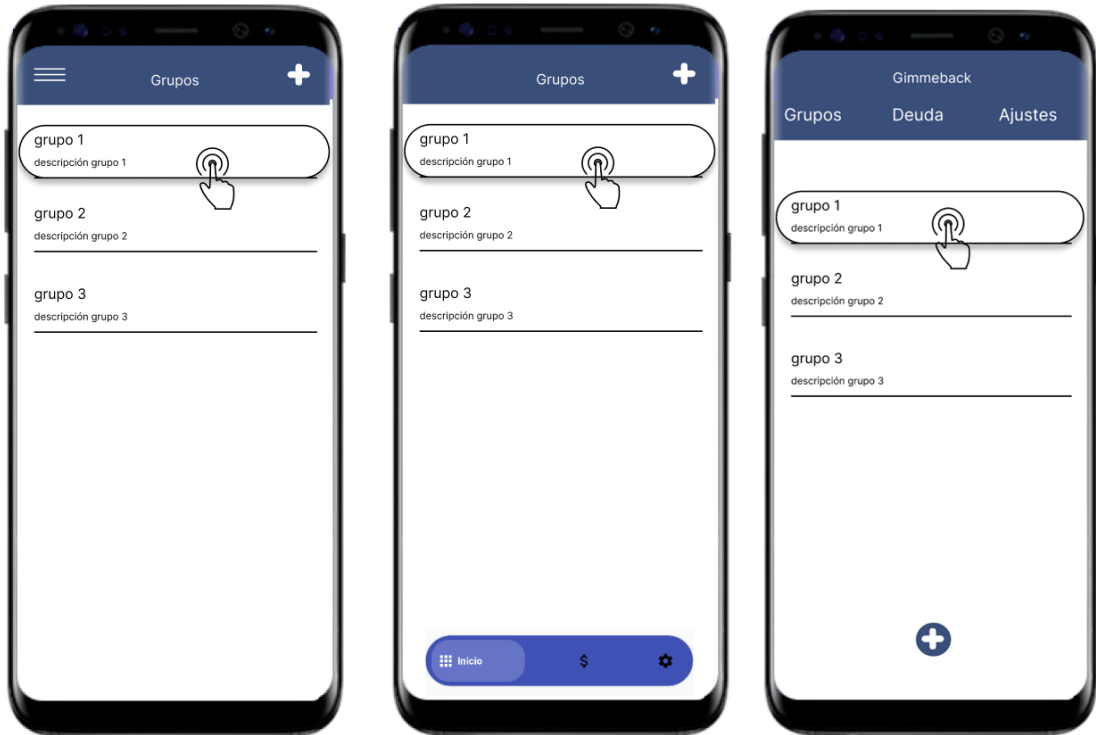 Grupos
grupo 1
descripción grupo 1
grupo 2
descripción grupo 2
grupo 3
descripción grupo 3
Grupos
grupo 1
descripción grupo 1
grupo 2
descripción grupo 2
grupo 3
descripción grupo 3
Inicio $
Gimmeback
Grupos Deuda Ajustes
grupo 1
descripción grupo 1
grupo 2
descripción grupo 2
grupo 3
descripción grupo 3